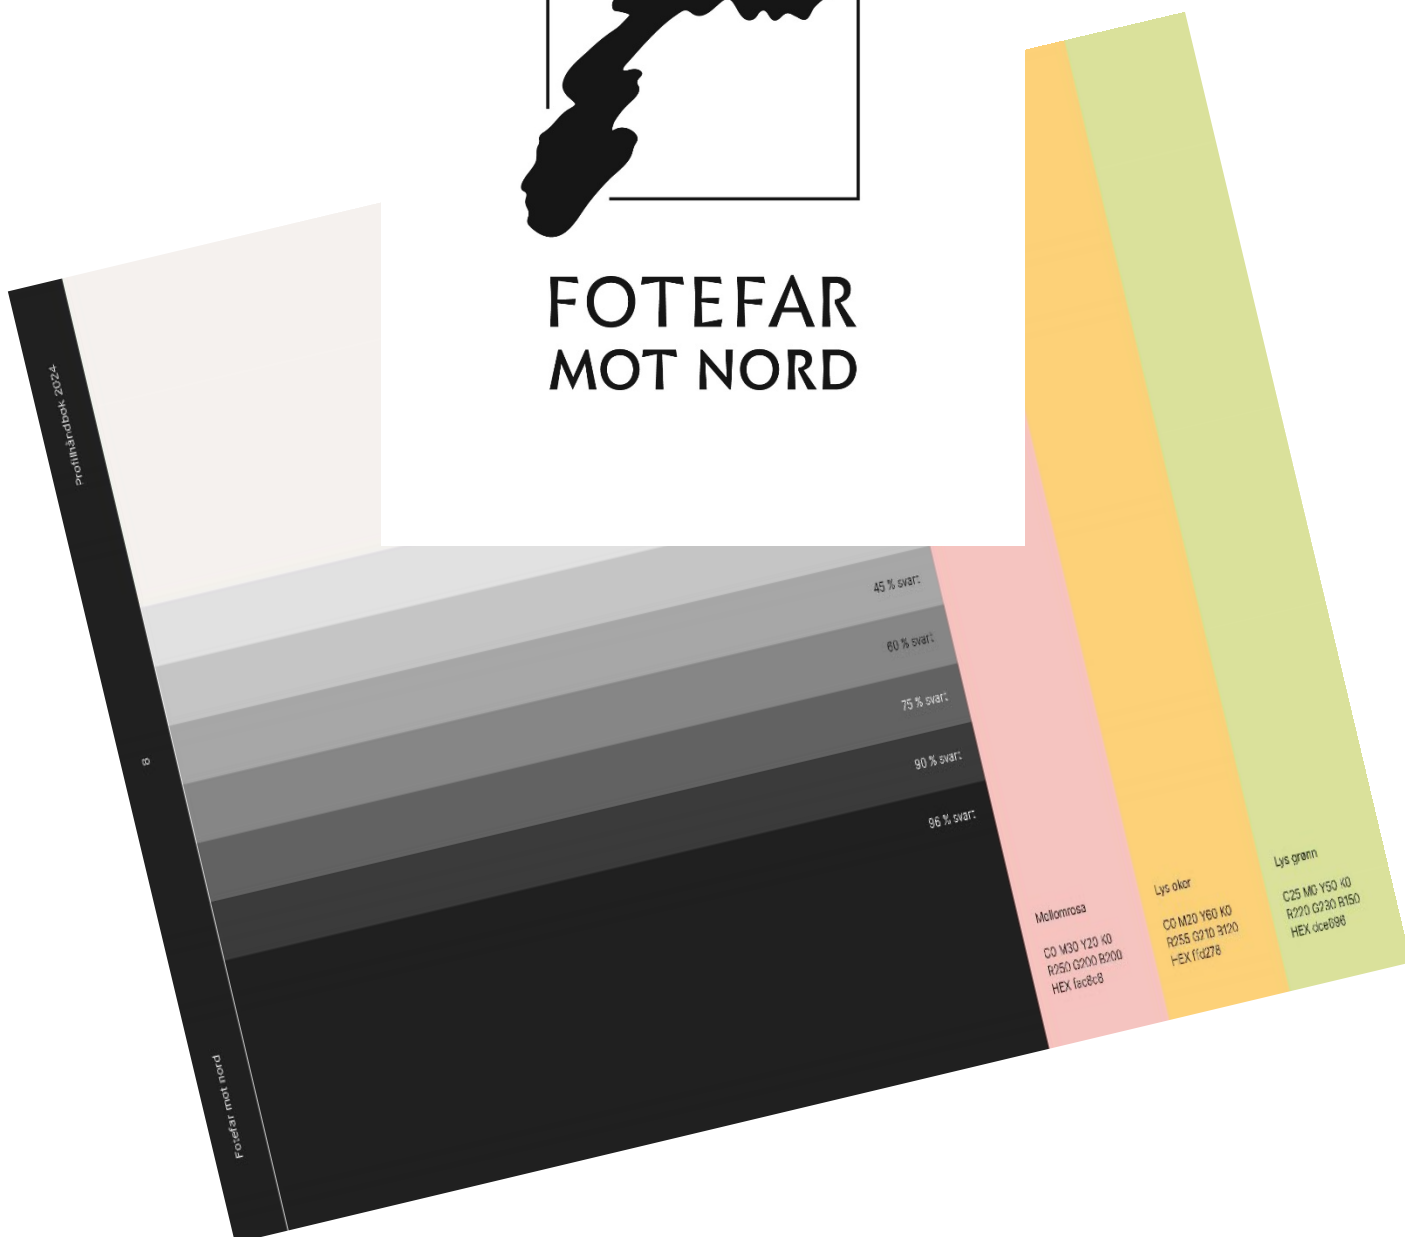 FOTEFAR
MOT NORD
Profilhåndbok 2024
8
Fotefar mot nord
45 % svart
60 % svart
75 % svart
90 % svart
96 % svart
Mellomrosa
C0 M30 Y20 K0
R250 G200 B200
HEX fac8c8
Lys oker
C0 M20 Y60 K0
R255 G210 B120
HEX ffd278
Lys grønn
C25 M0 Y50 K0
R220 G230 B150
HEX dce696